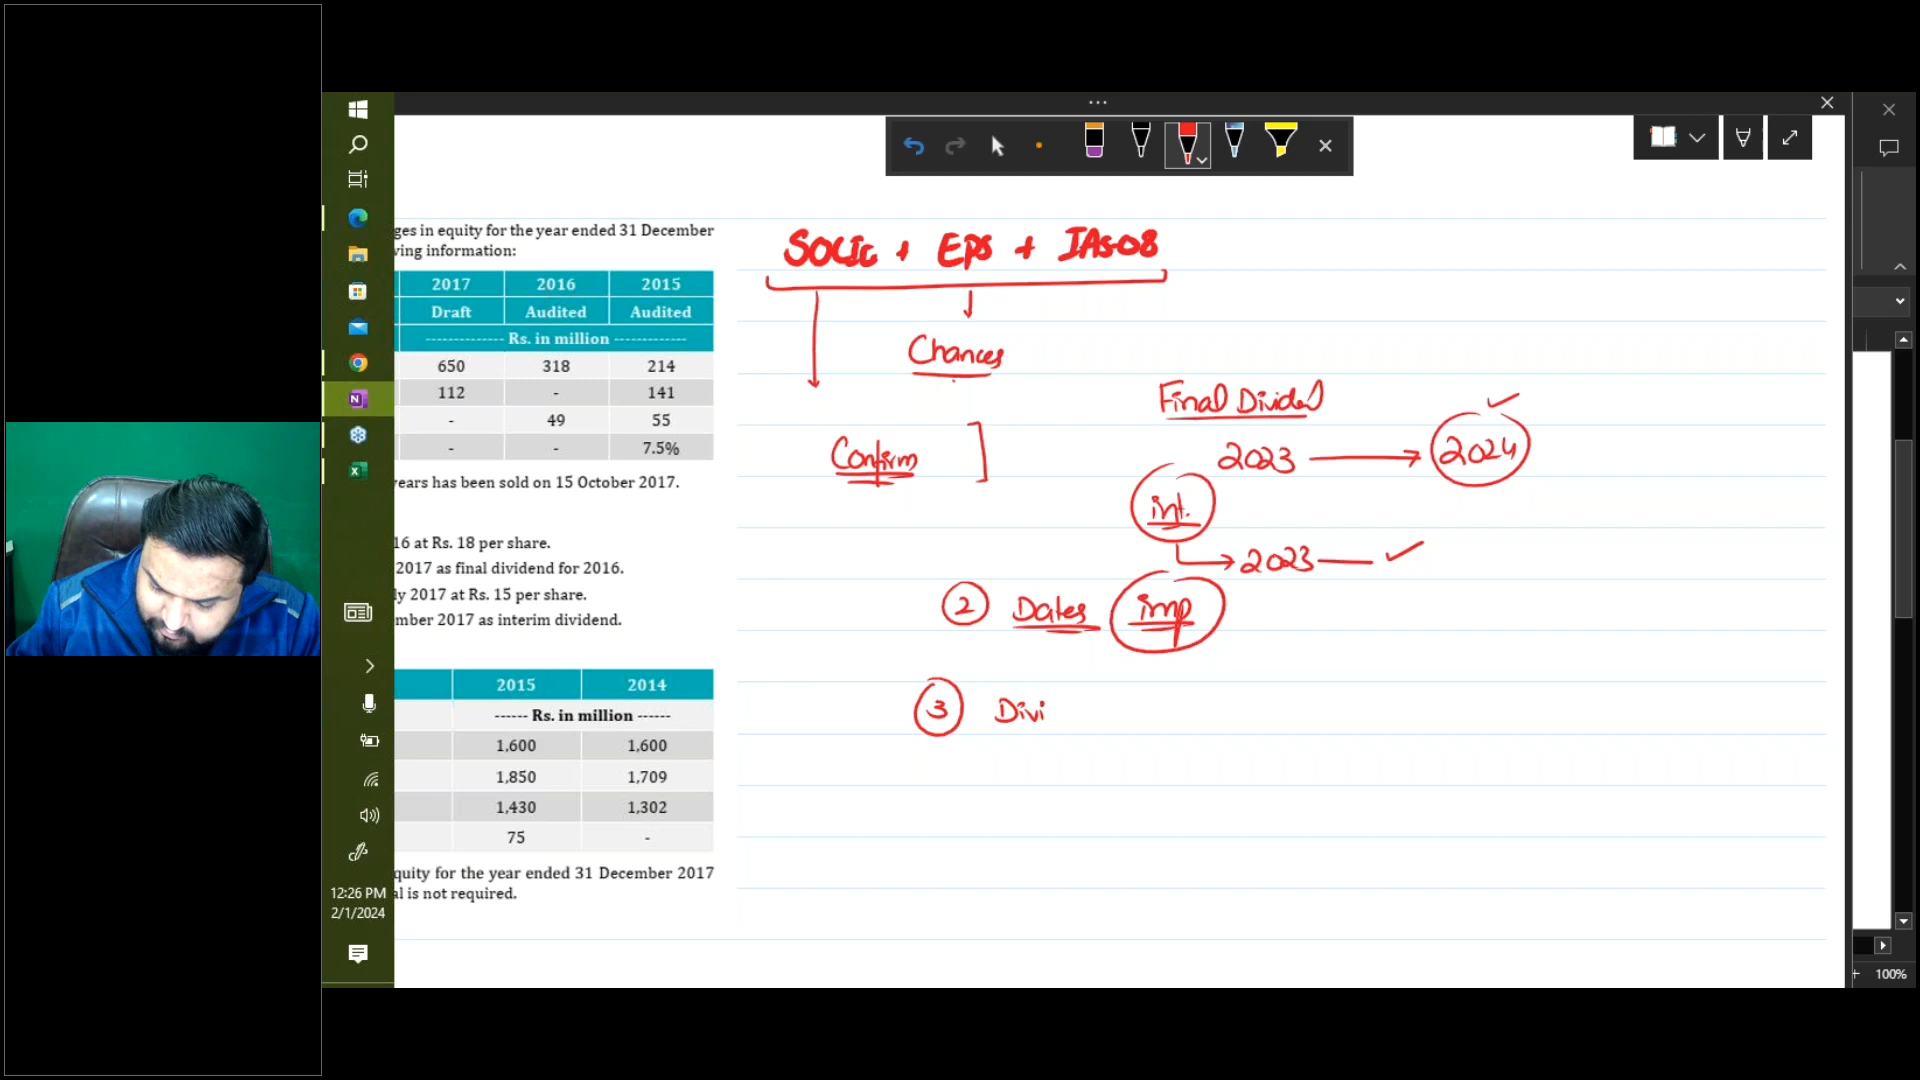 ges in equity for the year ended 31 December
ving information:
2017 2016 2015
Draft Audited Audited
-------------- Rs. in million -------------
650 318 214
112 - 141
- 49 55
- - 7.5%
years has been sold on 15 October 2017.
16 at Rs. 18 per share.
2017 as final dividend for 2016.
ly 2017 at Rs. 15 per share.
mber 2017 as interim dividend.
2015 2014
------ Rs. in million ------
1,600 1,600
1,850 1,709
1,430 1,302
75 -
quity for the year ended 31 December 2017
al is not required.
SOCIE + EPS + IAS-08
Chances
Confirm
Final Divided
2023 2024
int.
2023
2 Dates imp
3 Divi
12:26 PM
2/1/2024
100%